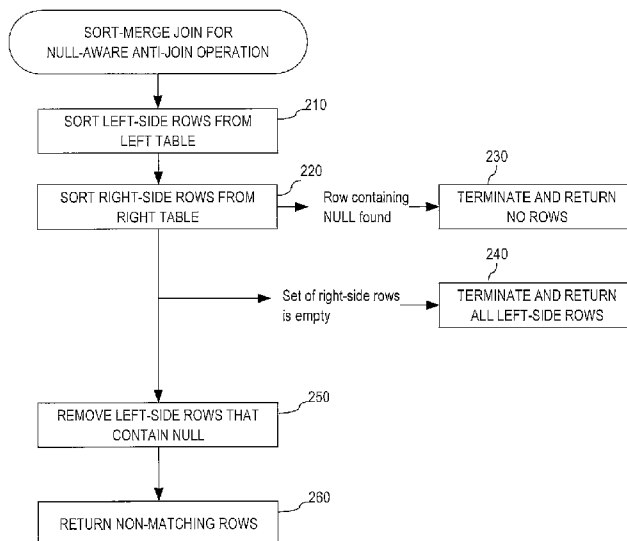 SORT-MERGE JOIN FOR
NULL-AWARE ANTI-JOIN OPERATION
210
SORT LEFT-SIDE ROWS FROM
LEFT TABLE
220
SORT RIGHT-SIDE ROWS FROM
RIGHT TABLE
Row containing
NULL found
230
TERMINATE AND RETURN
NO ROWS
240
Set of right-side rows
is empty
TERMINATE AND RETURN
ALL LEFT-SIDE ROWS
250
REMOVE LEFT-SIDE ROWS THAT
CONTAIN NULL
260
RETURN NON-MATCHING ROWS